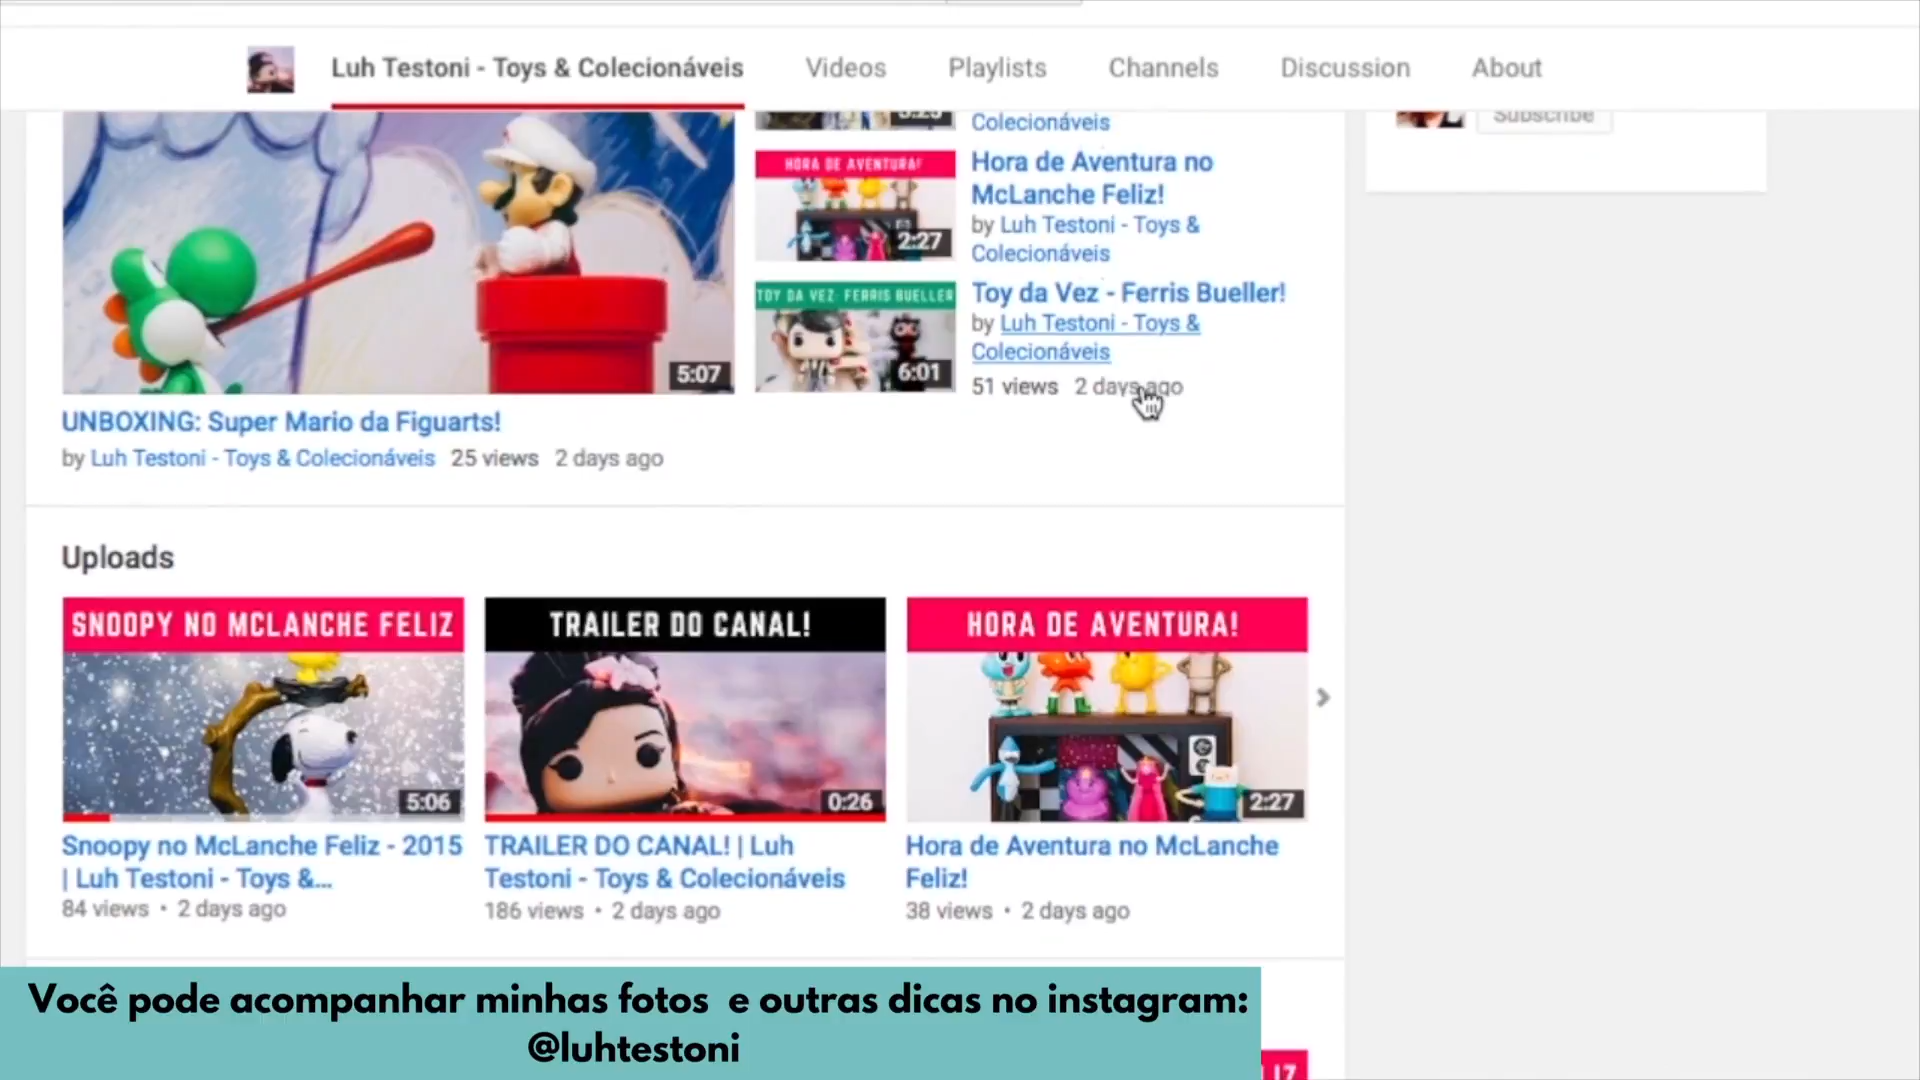 Luh Testoni - Toys & Colecionáveis
Videos
Playlists
Channels
Discussion
About
Subscribe
5:07
UNBOXING: Super Mario da Figuarts!
by Luh Testoni - Toys & Colecionáveis 25 views 2 days ago
Colecionáveis
HORA DE AVENTURA!
2:27
Hora de Aventura no
McLanche Feliz!
by Luh Testoni - Toys &
Colecionáveis
TOY DA VEZ: FERRIS BUELLER
6:01
Toy da Vez - Ferris Bueller!
by Luh Testoni - Toys &
Colecionáveis
51 views 2 days ago
Uploads
SNOOPY NO MCLANCHE FELIZ
5:06
Snoopy no McLanche Feliz - 2015
| Luh Testoni - Toys &...
84 views • 2 days ago
TRAILER DO CANAL!
0:26
TRAILER DO CANAL! | Luh
Testoni - Toys & Colecionáveis
186 views • 2 days ago
HORA DE AVENTURA!
2:27
Hora de Aventura no McLanche
Feliz!
38 views • 2 days ago
Você pode acompanhar minhas fotos e outras dicas no instagram:
@luhtestoni